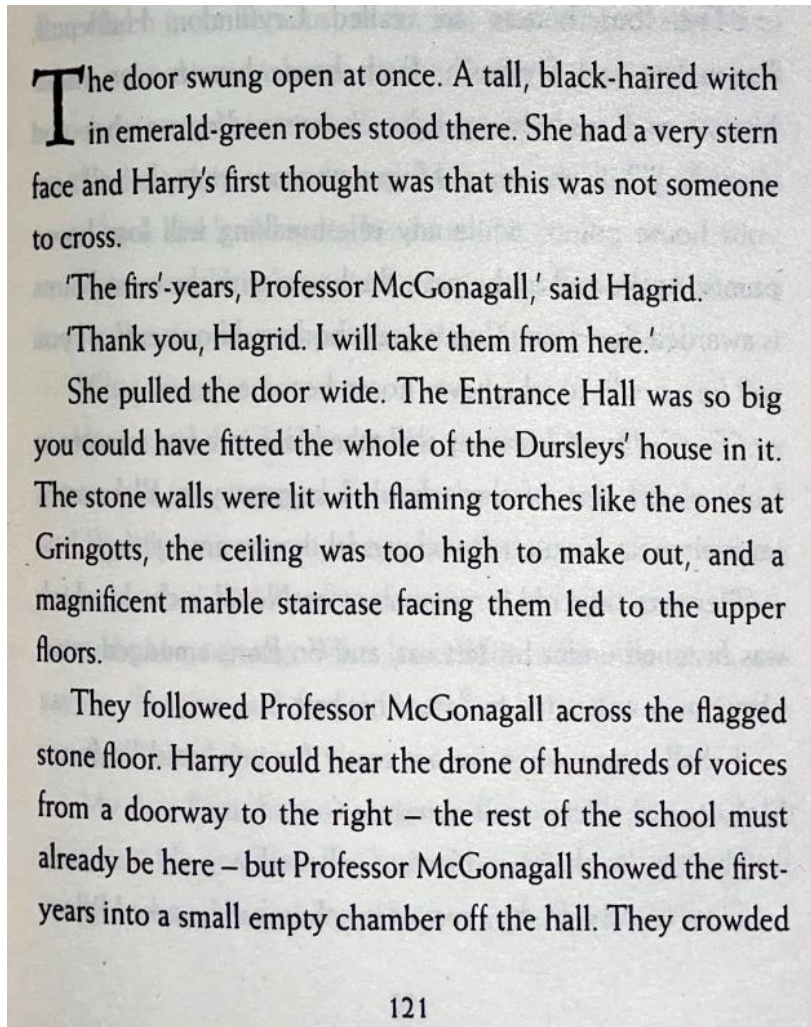 The door swung open at once. A tall, black-haired witch
in emerald-green robes stood there. She had a very stern
face and Harry's first thought was that this was not someone
to cross.
'The firs'-years, Professor McGonagall,' said Hagrid.
'Thank you, Hagrid. I will take them from here.'
She pulled the door wide. The Entrance Hall was so big
you could have fitted the whole of the Dursleys' house in it.
The stone walls were lit with flaming torches like the ones at
Gringotts, the ceiling was too high to make out, and a
magnificent marble staircase facing them led to the upper
floors.
They followed Professor McGonagall across the flagged
stone floor. Harry could hear the drone of hundreds of voices
from a doorway to the right – the rest of the school must
already be here – but Professor McGonagall showed the first-
years into a small empty chamber off the hall. They crowded
121